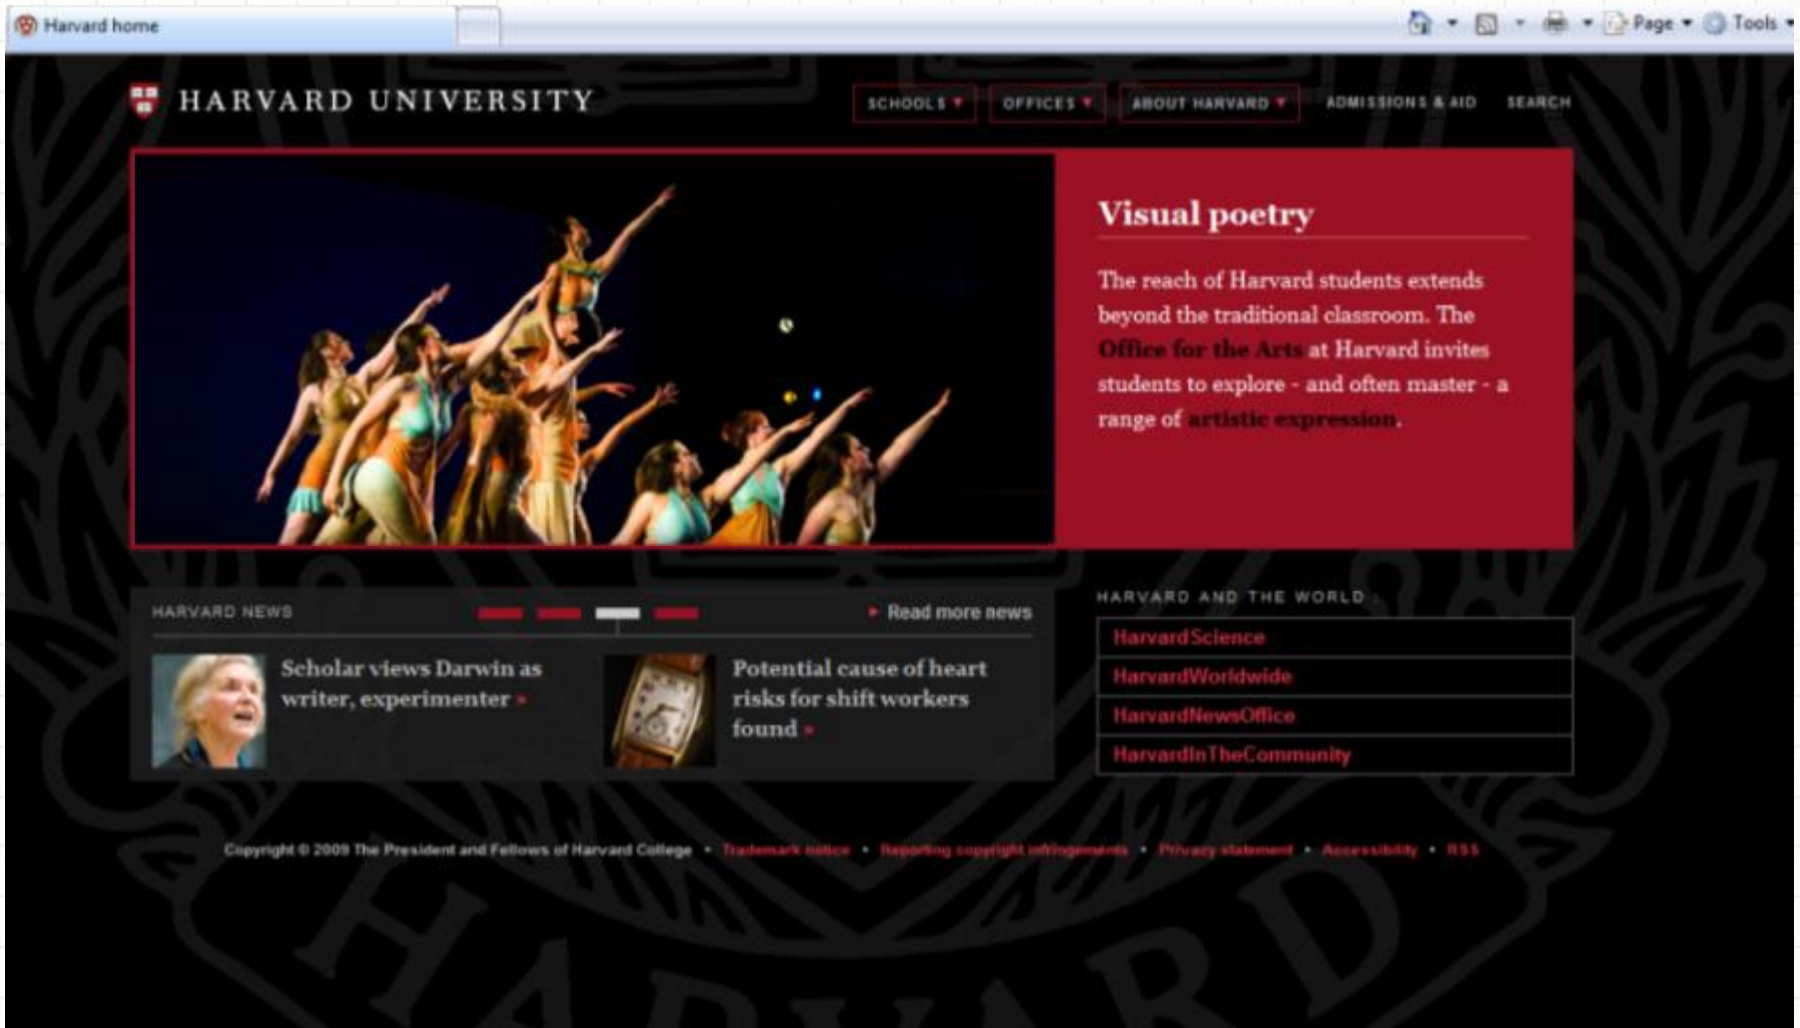 Harvard home
Page
Tools
HARVARD UNIVERSITY
SCHOOLS
OFFICES
ABOUT HARVARD
ADMISSIONS & AID
SEARCH
Visual poetry
The reach of Harvard students extends
beyond the traditional classroom. The
Office for the Arts at Harvard invites
students to explore - and often master - a
range of artistic expression.
HARVARD NEWS
Read more news
Scholar views Darwin as
writer, experimenter »
Potential cause of heart
risks for shift workers
found »
HARVARD AND THE WORLD :
HarvardScience
HarvardWorldwide
HarvardNewsOffice
HarvardInTheCommunity
Copyright © 2009 The President and Fellows of Harvard College • Trademark notice • Reporting copyright infringements • Privacy statement • Accessibility • RSS
HARVARD